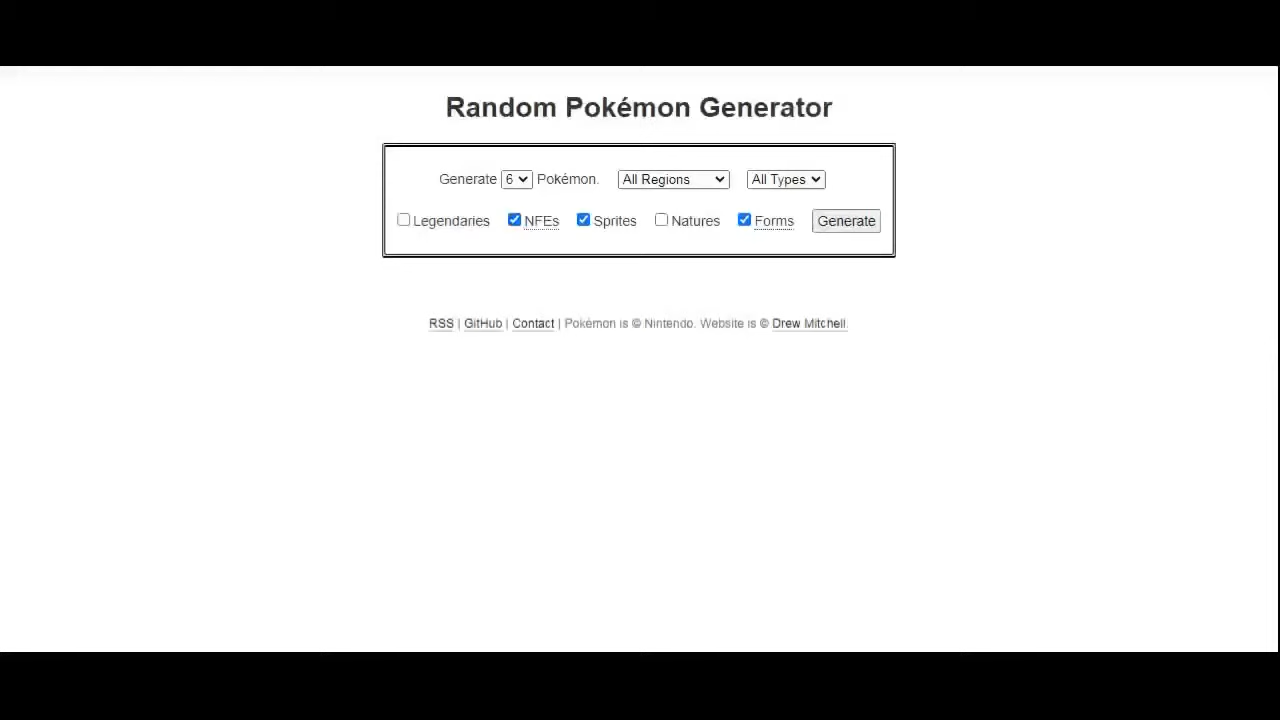 Random Pokémon Generator
Generate 6 Pokémon. All Regions All Types
Legendaries NFEs Sprites Natures Forms Generate
RSS | GitHub | Contact | Pokémon is © Nintendo. Website is © Drew Mitchell.